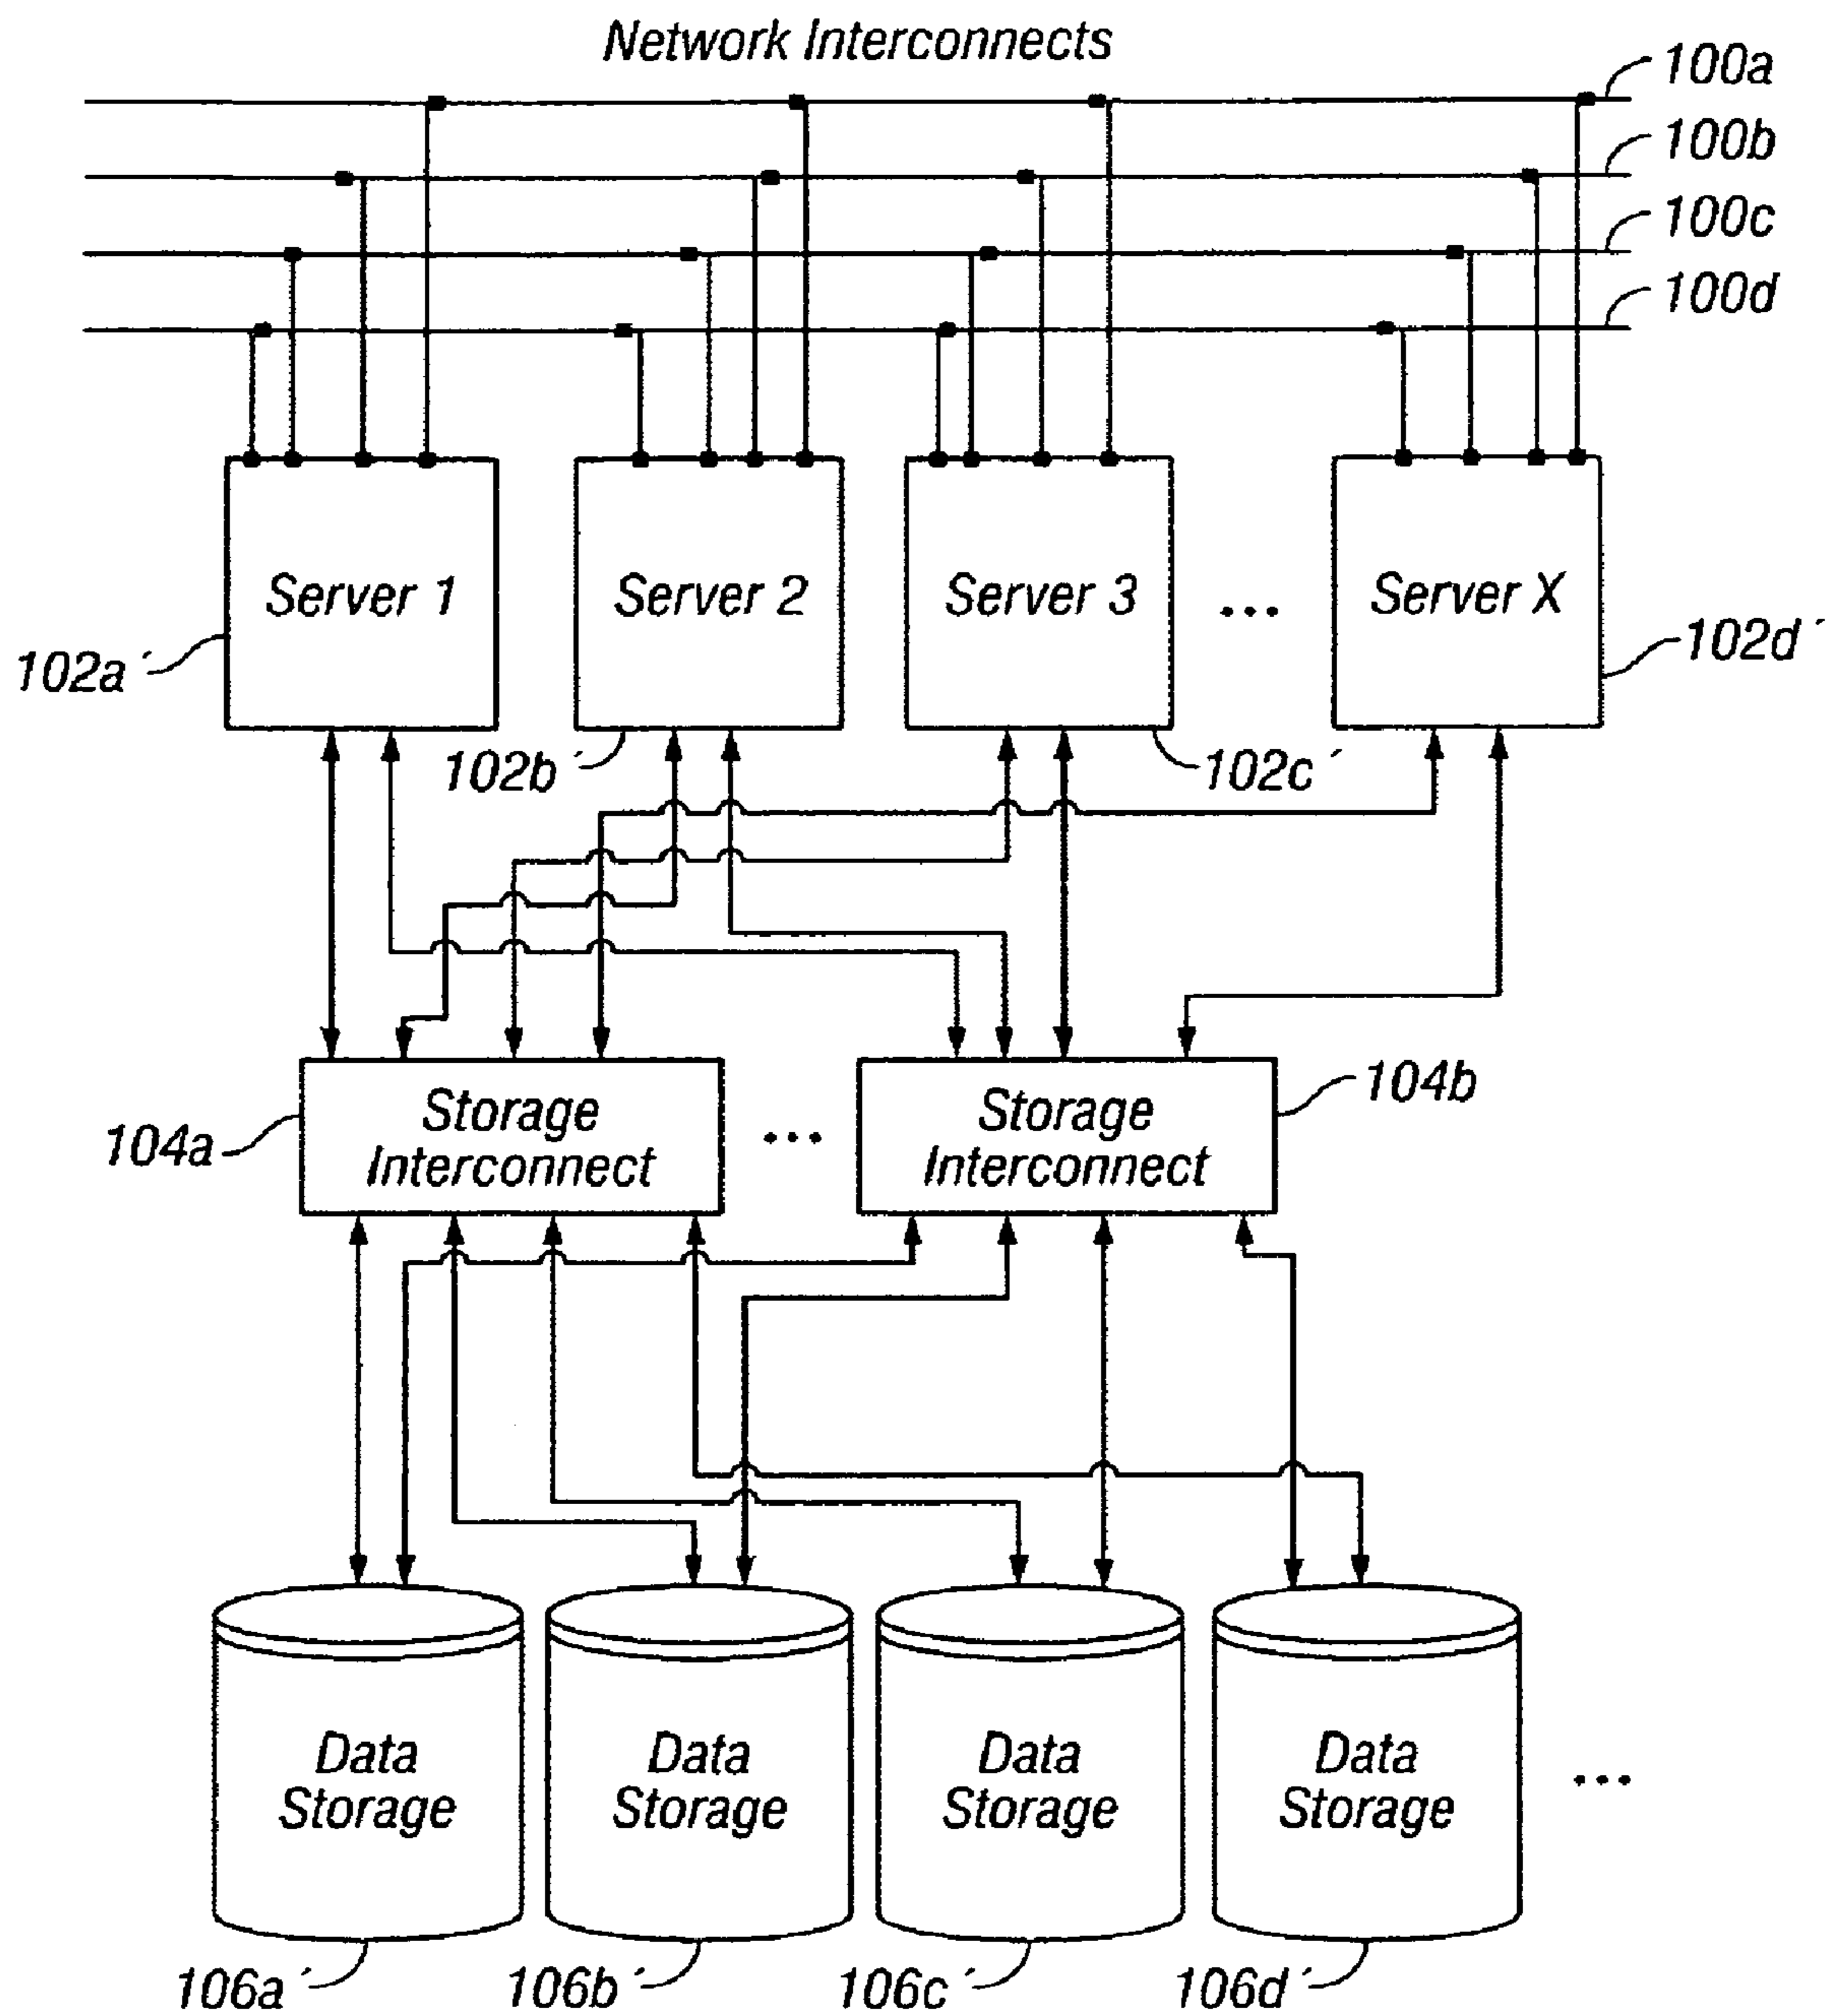 Network Interconnects
100a
100b
100c
100d
Server 1
Server 2
Server 3
...
Server X
102a´
102b´
102c´
102d´
Storage
Interconnect
...
Storage
Interconnect
104a
104b
Data
Storage
Data
Storage
Data
Storage
Data
Storage
...
106a´
106b´
106c´
106d´